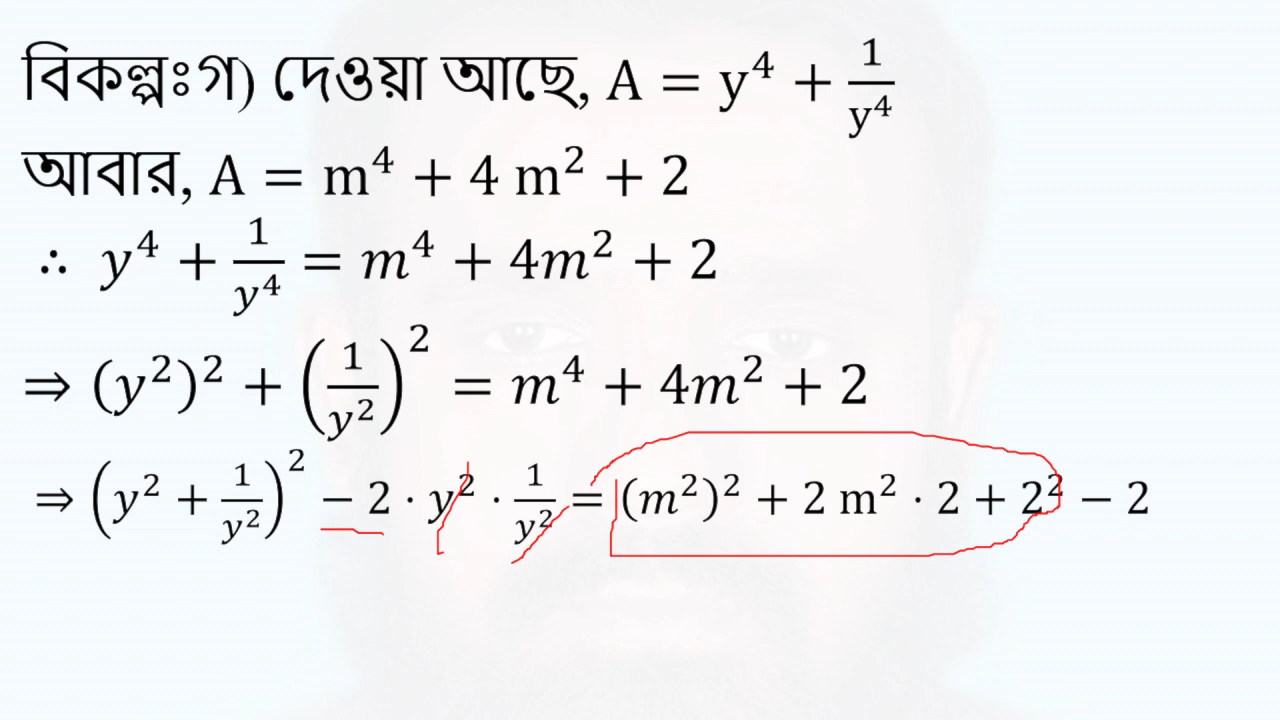 বিকল্পঃগ) দেওয়া আছে, A = y⁴ + 1/y⁴
আবার, A = m⁴ + 4 m² + 2
∴ y⁴ + 1/y⁴ = m⁴ + 4m² + 2
⇒ (y²)² + (1/y²)² = m⁴ + 4m² + 2
⇒ (y² + 1/y²)² − 2 · y² · 1/y² = (m²)² + 2 m² · 2 + 2² − 2